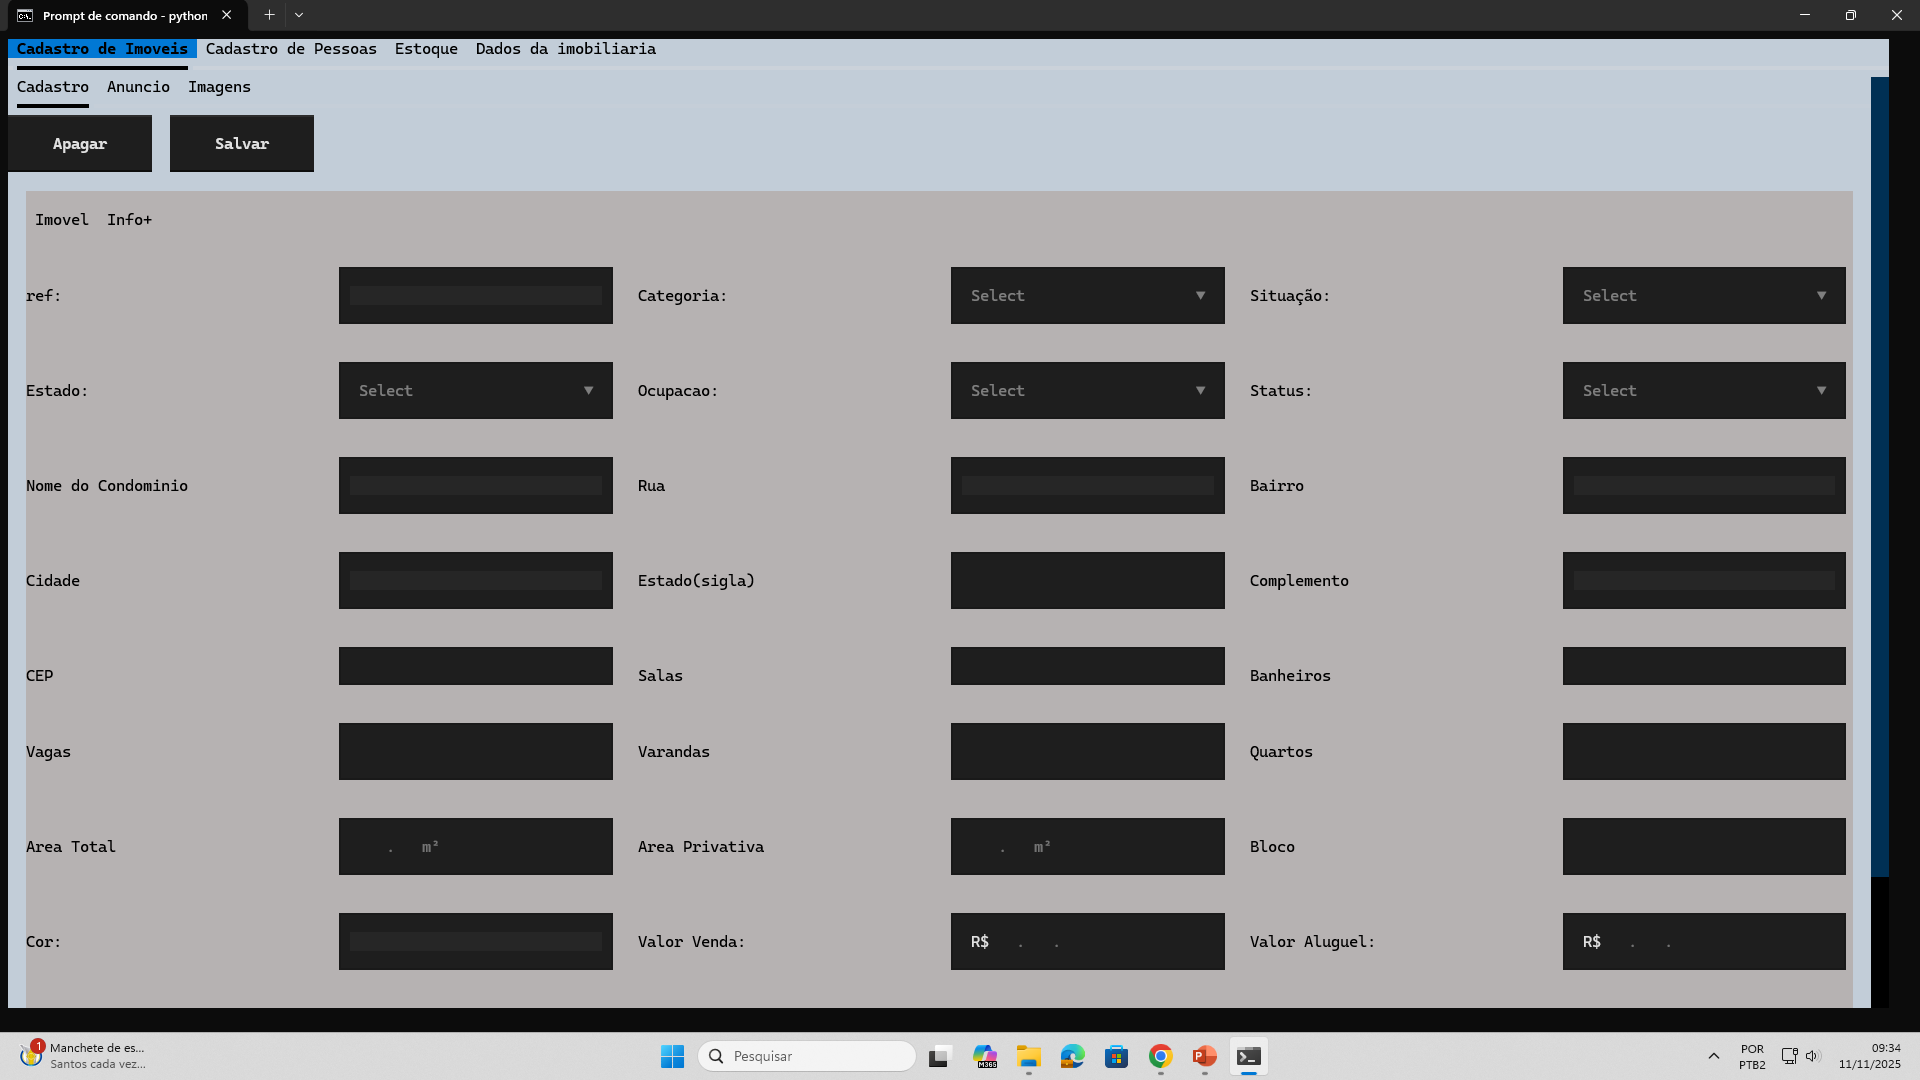 Prompt de comando - python
Cadastro de Imoveis Cadastro de Pessoas Estoque Dados da imobiliaria
Cadastro Anuncio Imagens
Apagar Salvar
Imovel Info+
ref: Categoria: Select ▼ Situação: Select ▼
Estado: Select ▼ Ocupacao: Select ▼ Status: Select ▼
Nome do Condominio Rua Bairro
Cidade Estado(sigla) Complemento
CEP Salas Banheiros
Vagas Varandas Quartos
Area Total . m² Area Privativa . m² Bloco
Cor: Valor Venda: R$ . . Valor Aluguel: R$ . .
1 Manchete de es...
Santos cada vez...
Pesquisar
M365
POR
PTB2
09:34
11/11/2025